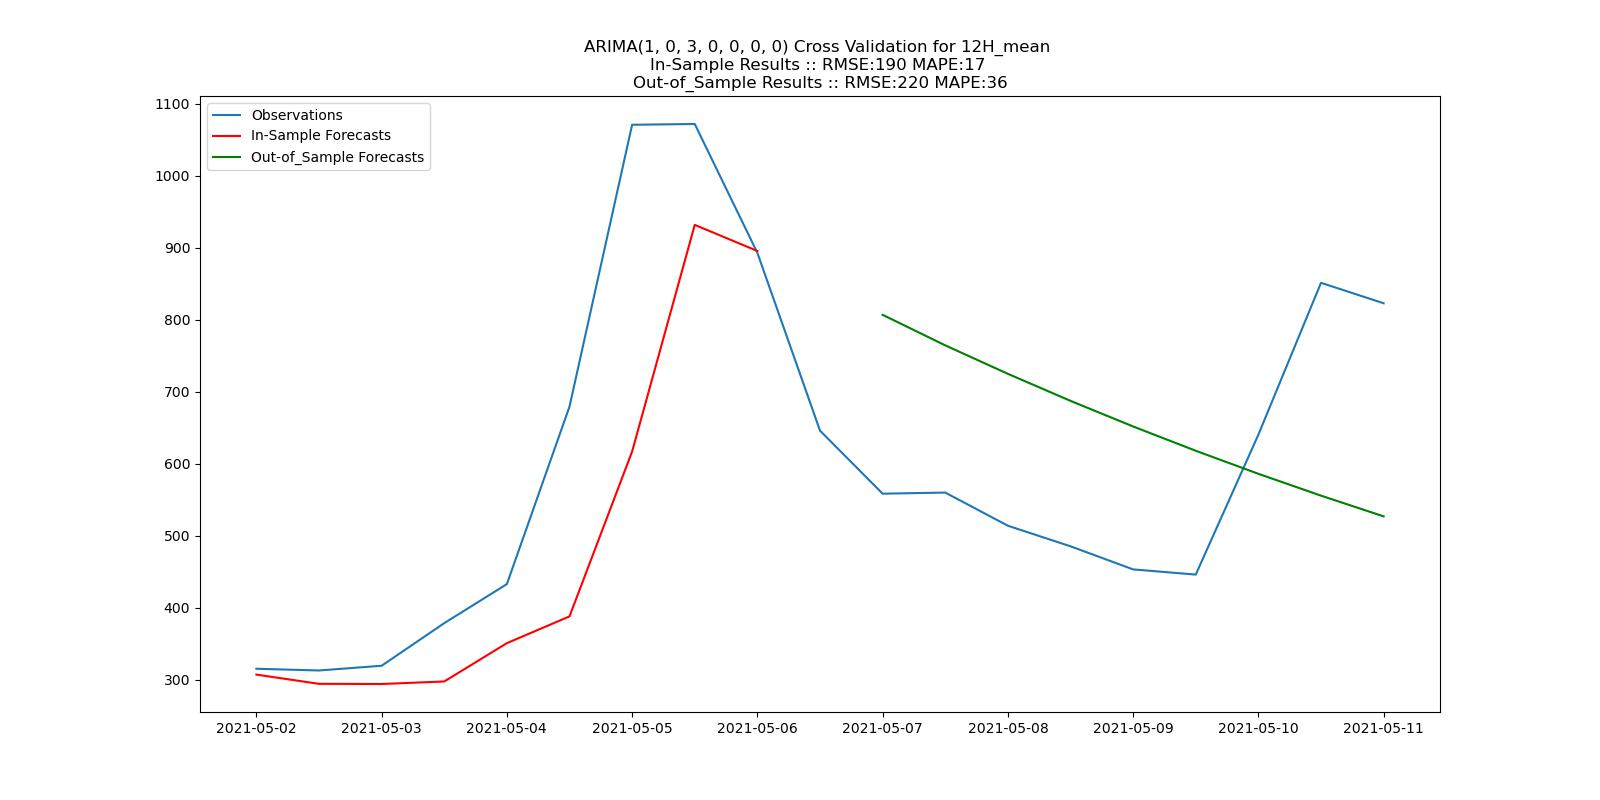 ARIMA(1, 0, 3, 0, 0, 0, 0) Cross Validation for 12H_mean
In-Sample Results :: RMSE:190 MAPE:17
Out-of_Sample Results :: RMSE:220 MAPE:36
Observations
In-Sample Forecasts
Out-of_Sample Forecasts
1100
1000
900
800
700
600
500
400
300
2021-05-02 2021-05-03 2021-05-04 2021-05-05 2021-05-06 2021-05-07 2021-05-08 2021-05-09 2021-05-10 2021-05-11